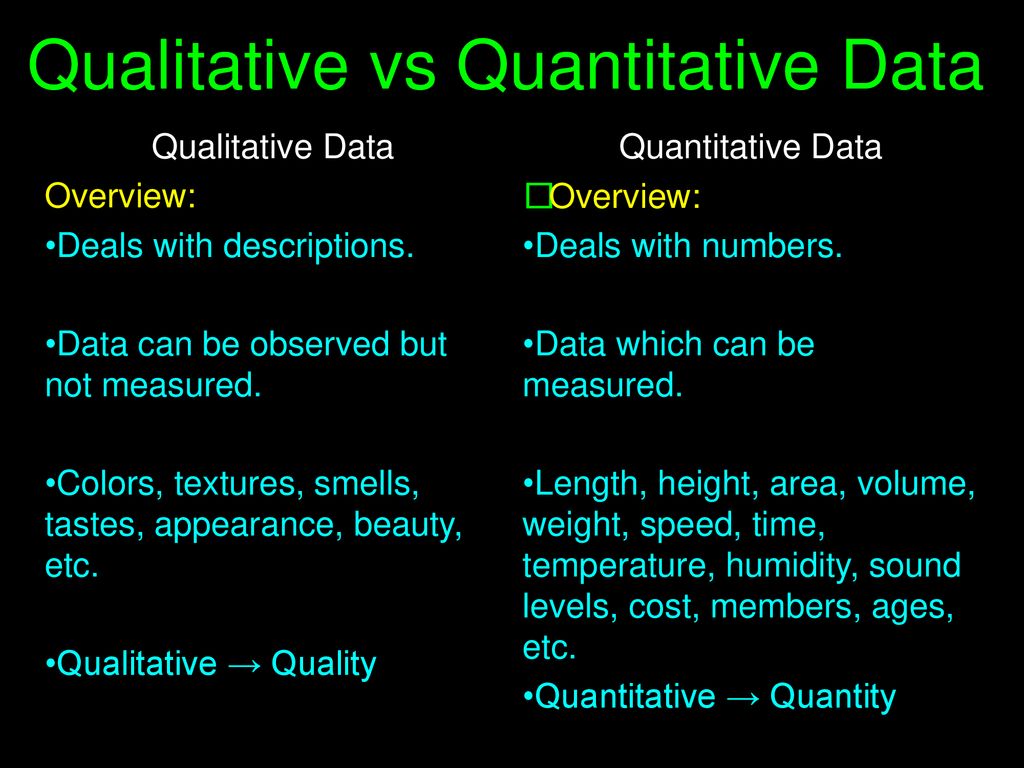 Qualitative vs Quantitative Data
Qualitative Data
Overview:
•Deals with descriptions.
•Data can be observed but
not measured.
•Colors, textures, smells,
tastes, appearance, beauty,
etc.
•Qualitative → Quality
Quantitative Data
□Overview:
•Deals with numbers.
•Data which can be
measured.
•Length, height, area, volume,
weight, speed, time,
temperature, humidity, sound
levels, cost, members, ages,
etc.
•Quantitative → Quantity